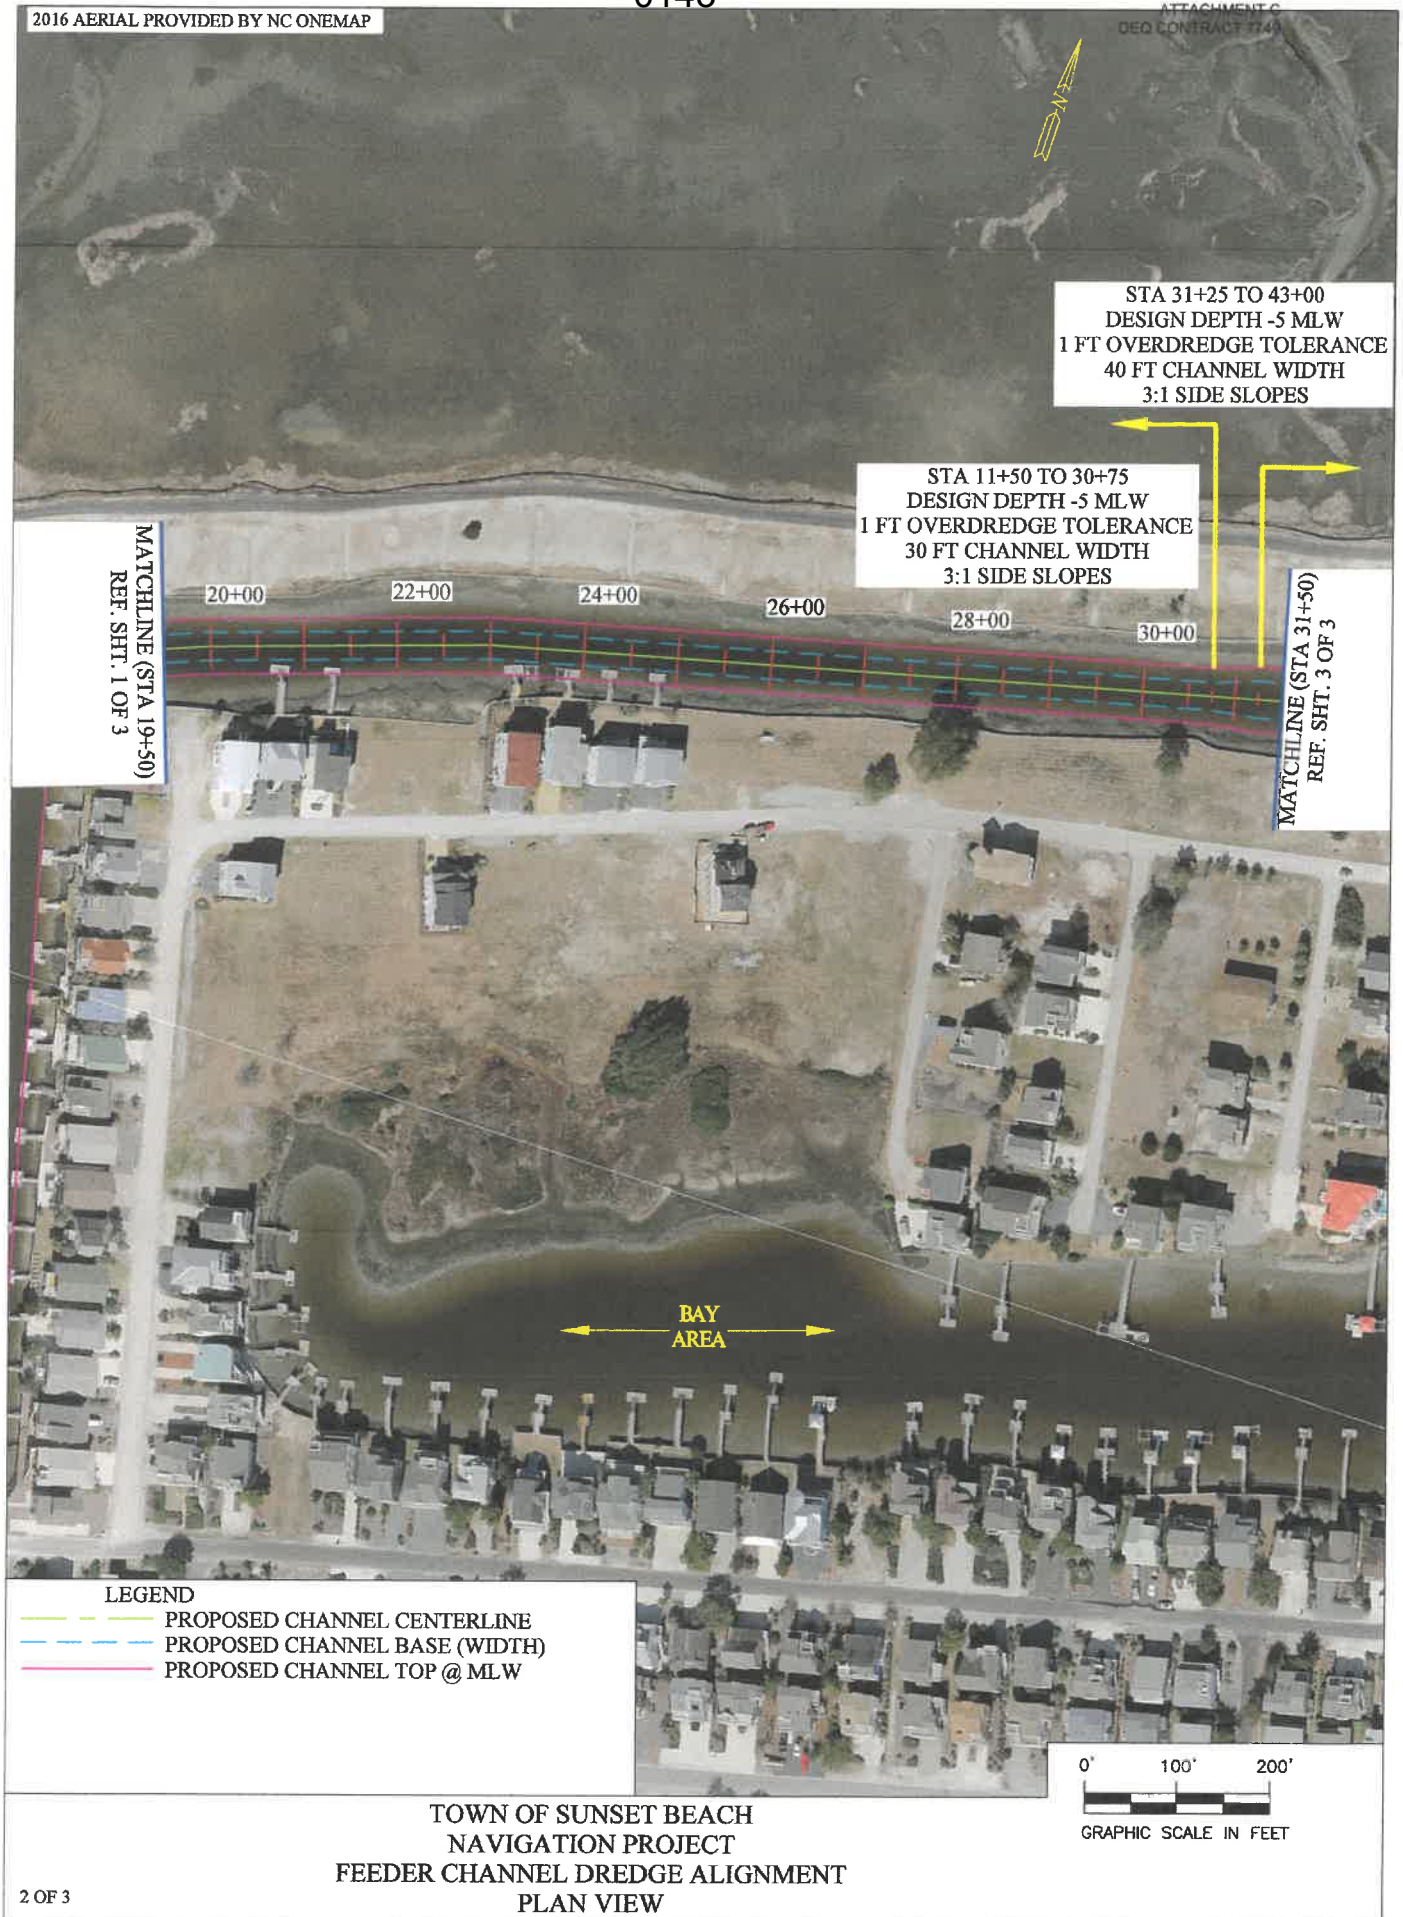 2016 AERIAL PROVIDED BY NC ONEMAP
ATTACHMENT C
DEQ CONTRACT 7749
N
STA 31+25 TO 43+00
DESIGN DEPTH -5 MLW
1 FT OVERDREDGE TOLERANCE
40 FT CHANNEL WIDTH
3:1 SIDE SLOPES
STA 11+50 TO 30+75
DESIGN DEPTH -5 MLW
1 FT OVERDREDGE TOLERANCE
30 FT CHANNEL WIDTH
3:1 SIDE SLOPES
MATCHLINE (STA 19+50)
REF. SHT. 1 OF 3
20+00
22+00
24+00
26+00
28+00
30+00
MATCHLINE (STA 31+50)
REF. SHT. 3 OF 3
BAY
AREA
LEGEND
PROPOSED CHANNEL CENTERLINE
PROPOSED CHANNEL BASE (WIDTH)
PROPOSED CHANNEL TOP @ MLW
0' 100' 200'
GRAPHIC SCALE IN FEET
TOWN OF SUNSET BEACH
NAVIGATION PROJECT
FEEDER CHANNEL DREDGE ALIGNMENT
PLAN VIEW
2 OF 3